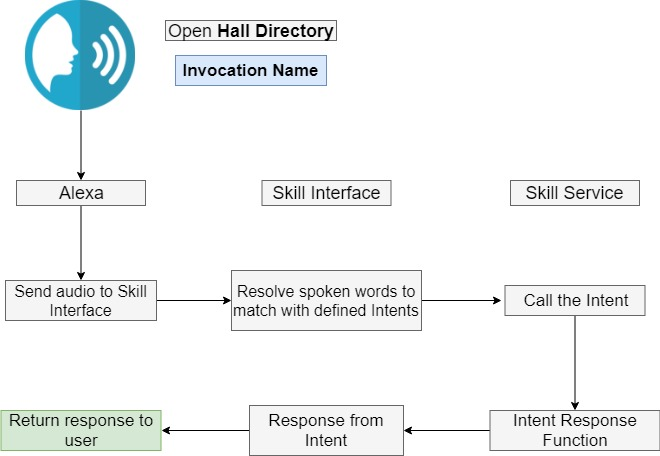 Open Hall Directory
Invocation Name
Alexa
Skill Interface
Skill Service
Send audio to Skill
Interface
Resolve spoken words to
match with defined Intents
Call the Intent
Return response to
user
Response from
Intent
Intent Response
Function